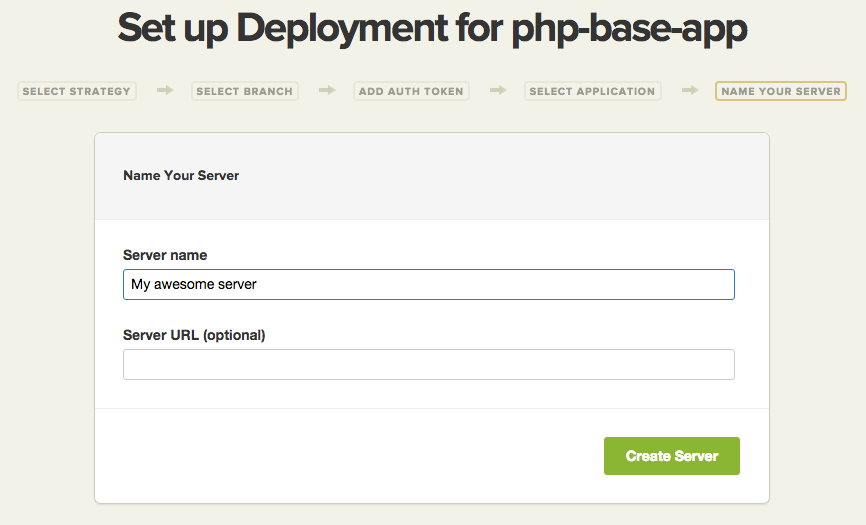 Set up Deployment for php-base-app
SELECT STRATEGY SELECT BRANCH ADD AUTH TOKEN SELECT APPLICATION NAME YOUR SERVER
Name Your Server
Server name
My awesome server
Server URL (optional)
Create Server